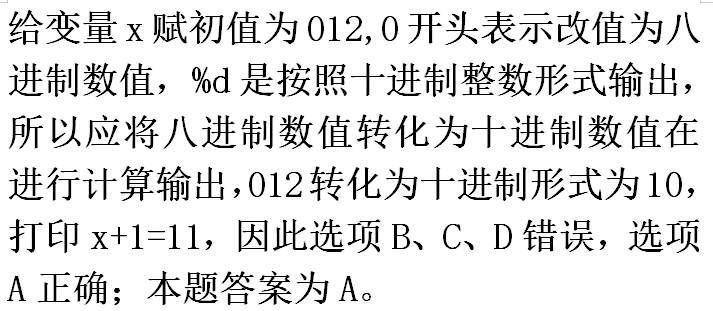 给变量 x 赋初值为 012,0 开头表示改值为八
进制数值，%d 是按照十进制整数形式输出，
所以应将八进制数值转化为十进制数值在
进行计算输出,012 转化为十进制形式为 10，
打印 x+1=11，因此选项 B、C、D 错误，选项
A 正确；本题答案为 A。